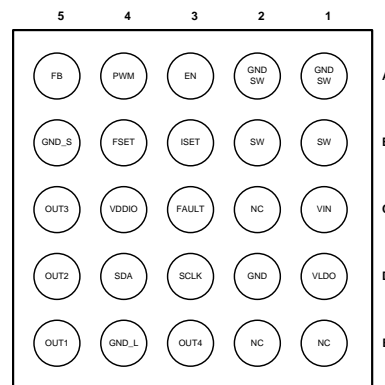 5 4 3 2 1
FB PWM EN GND SW GND SW A
GND_S FSET ISET SW SW
OUT3 VDDIO FAULT NC VIN
OUT2 SDA SCLK GND VLDO
OUT1 GND_L OUT4 NC NC